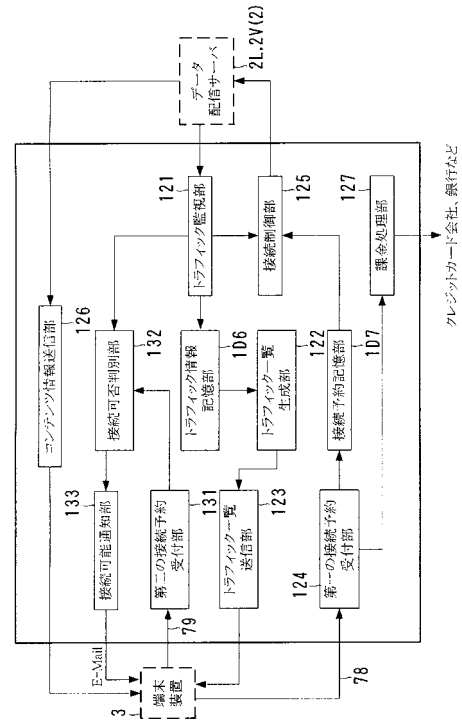 データ
配信サーバ
2L.2V(2)
コンテンツ情報送信部
126
トラフィック監視部
121
接続制御部
125
課金処理部
127
接続可否判別部
132
トラフィック情報
記憶部
1D6
トラフィック一覧
生成部
122
接続予約記憶部
1D7
接続可能通知部
133
第二の接続予約
受付部
131
トラフィック一覧
送信部
123
第一の接続予約
受付部
124
E-Mail
79
78
端末
装置
3
クレジットカード会社、銀行など